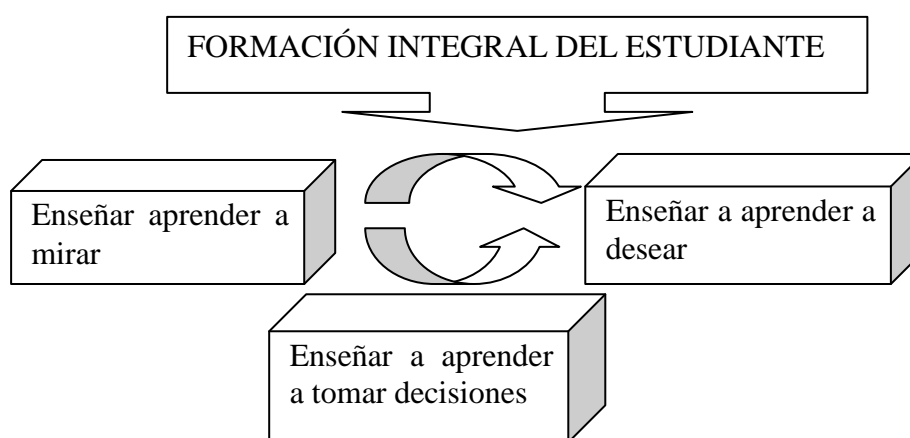 FORMACIÓN INTEGRAL DEL ESTUDIANTE
Enseñar aprender a
mirar
Enseñar a aprender a
desear
Enseñar a aprender
a tomar decisiones